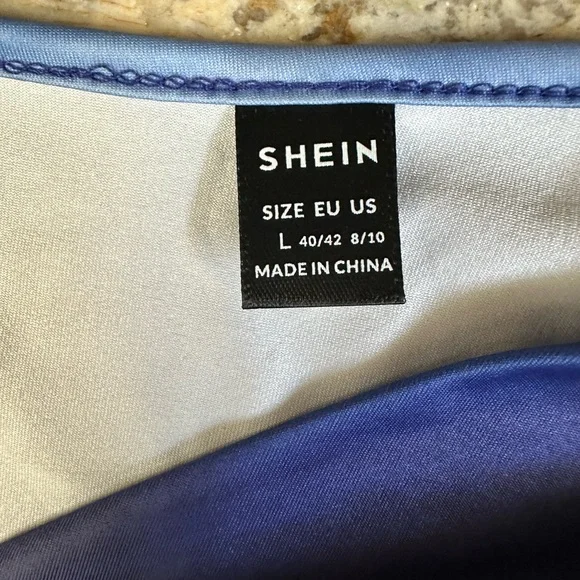 SHEIN
SIZE EU US
L 40/42 8/10
MADE IN CHINA